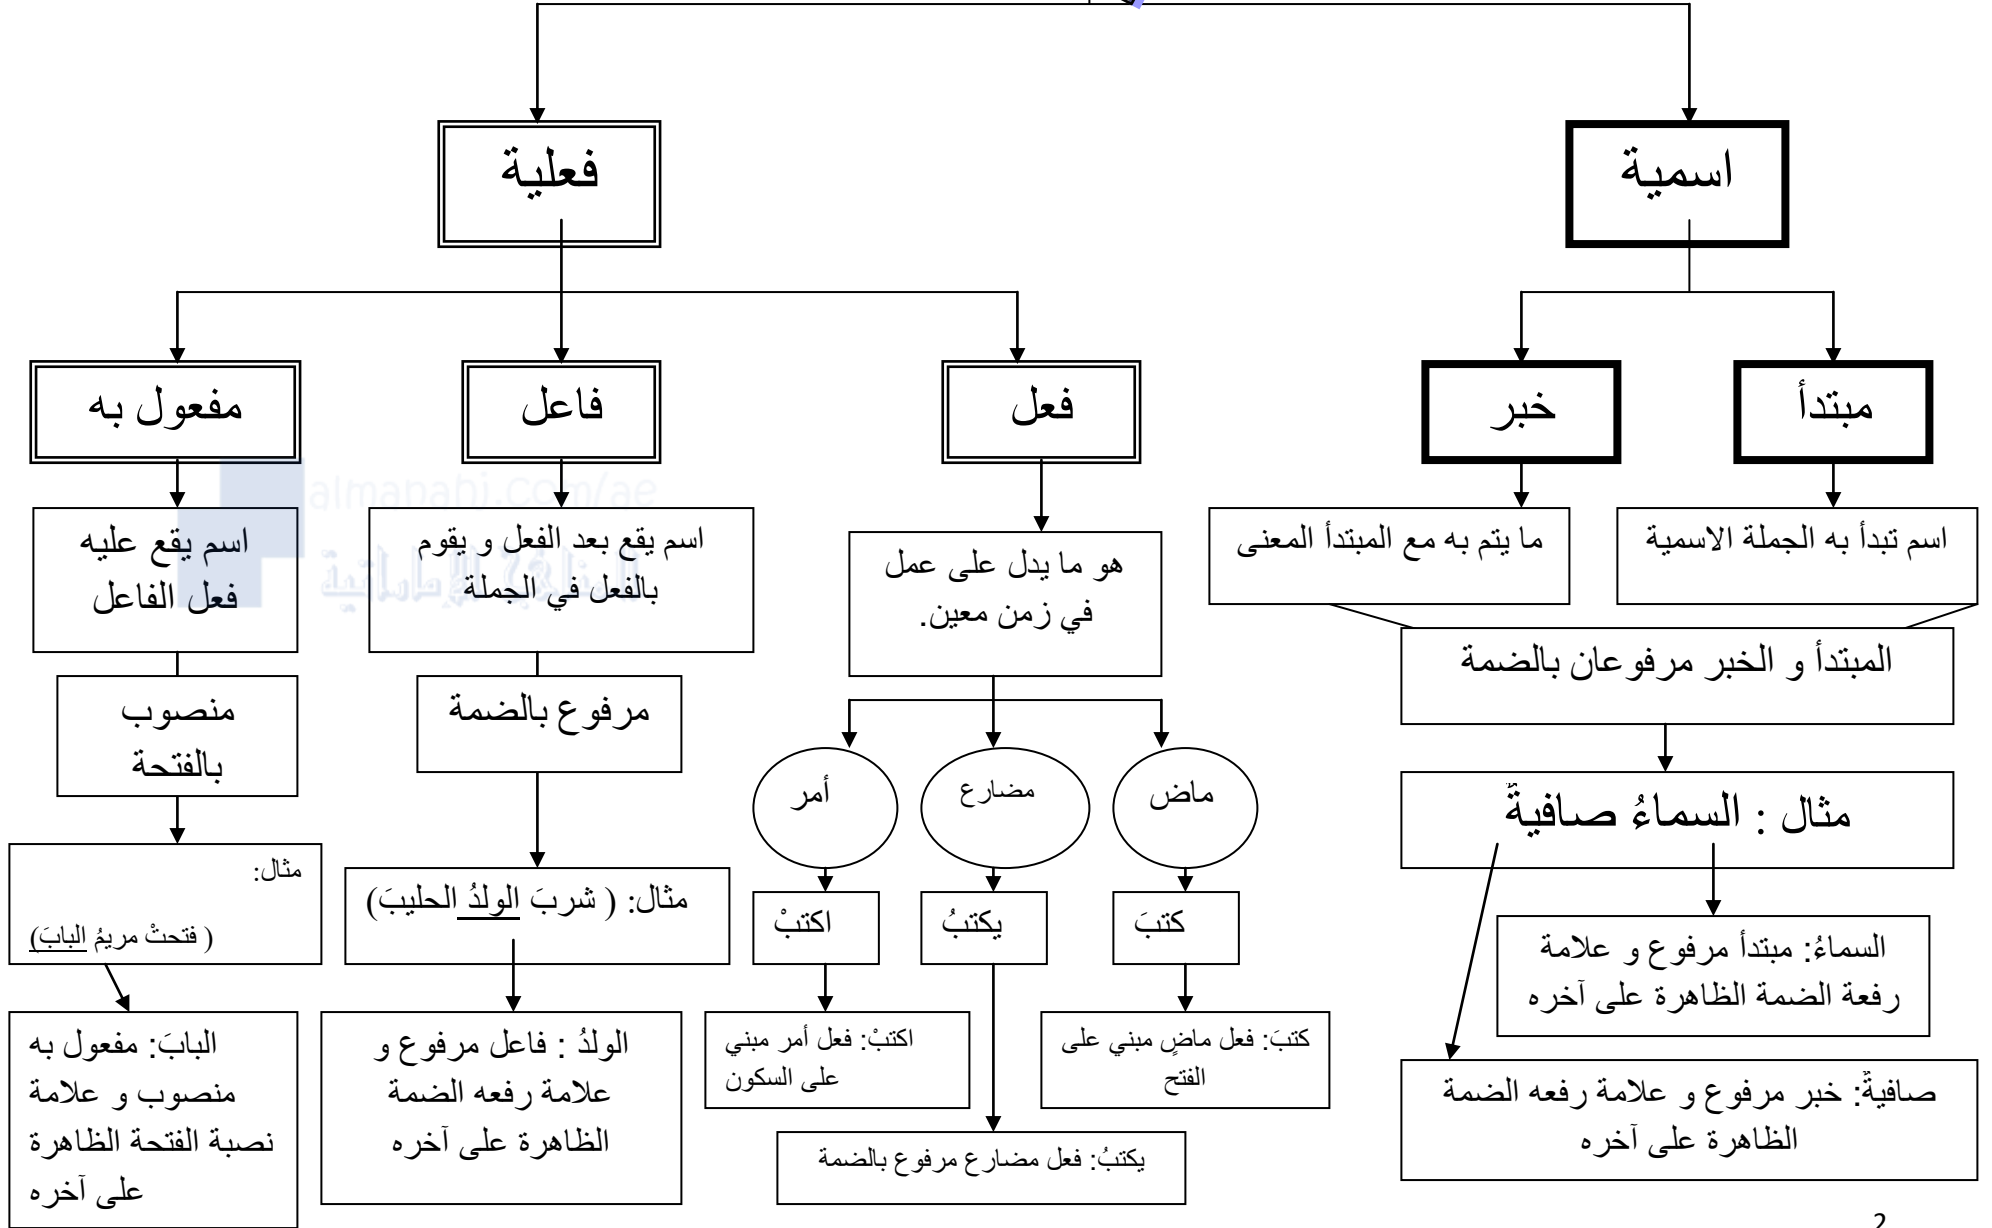 اسمية
فعلية
مبتدأ
خبر
فعل
فاعل
مفعول به
اسم تبدأ به الجملة الاسمية
ما يتم به مع المبتدأ المعنى
المبتدأ و الخبر مرفوعان بالضمة
مثال : السماءُ صافيةٌ
السماءُ: مبتدأ مرفوع و علامة
رفعة الضمة الظاهرة على آخره
صافيةٌ: خبر مرفوع و علامة رفعه الضمة
الظاهرة على آخره
هو ما يدل على عمل
في زمن معين.
ماض
مضارع
أمر
كتبَ
يكتبُ
اكتبْ
كتبَ: فعل ماضٍ مبني على
الفتح
يكتبُ: فعل مضارع مرفوع بالضمة
اكتبْ: فعل أمر مبني
على السكون
اسم يقع بعد الفعل و يقوم
بالفعل في الجملة
مرفوع بالضمة
مثال: ( شربَ الولدُ الحليبَ)
الولدُ : فاعل مرفوع و
علامة رفعه الضمة
الظاهرة على آخره
اسم يقع عليه
فعل الفاعل
منصوب
بالفتحة
مثال:
( فتحتْ مريمُ البابَ)
البابَ: مفعول به
منصوب و علامة
نصبة الفتحة الظاهرة
على آخره
almanahj.com/ae
المناهج الإماراتية
2